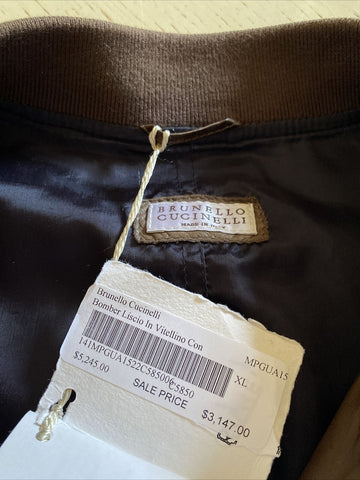 BRUNELLO
CUCINELLI
MADE IN ITALY
Brunello Cucinelli
Bomber Liscio In Vitellino Con
MPGUA15
141MPGUA1522C58500C5850
XL
$5,245.00
SALE PRICE
$3,147.00